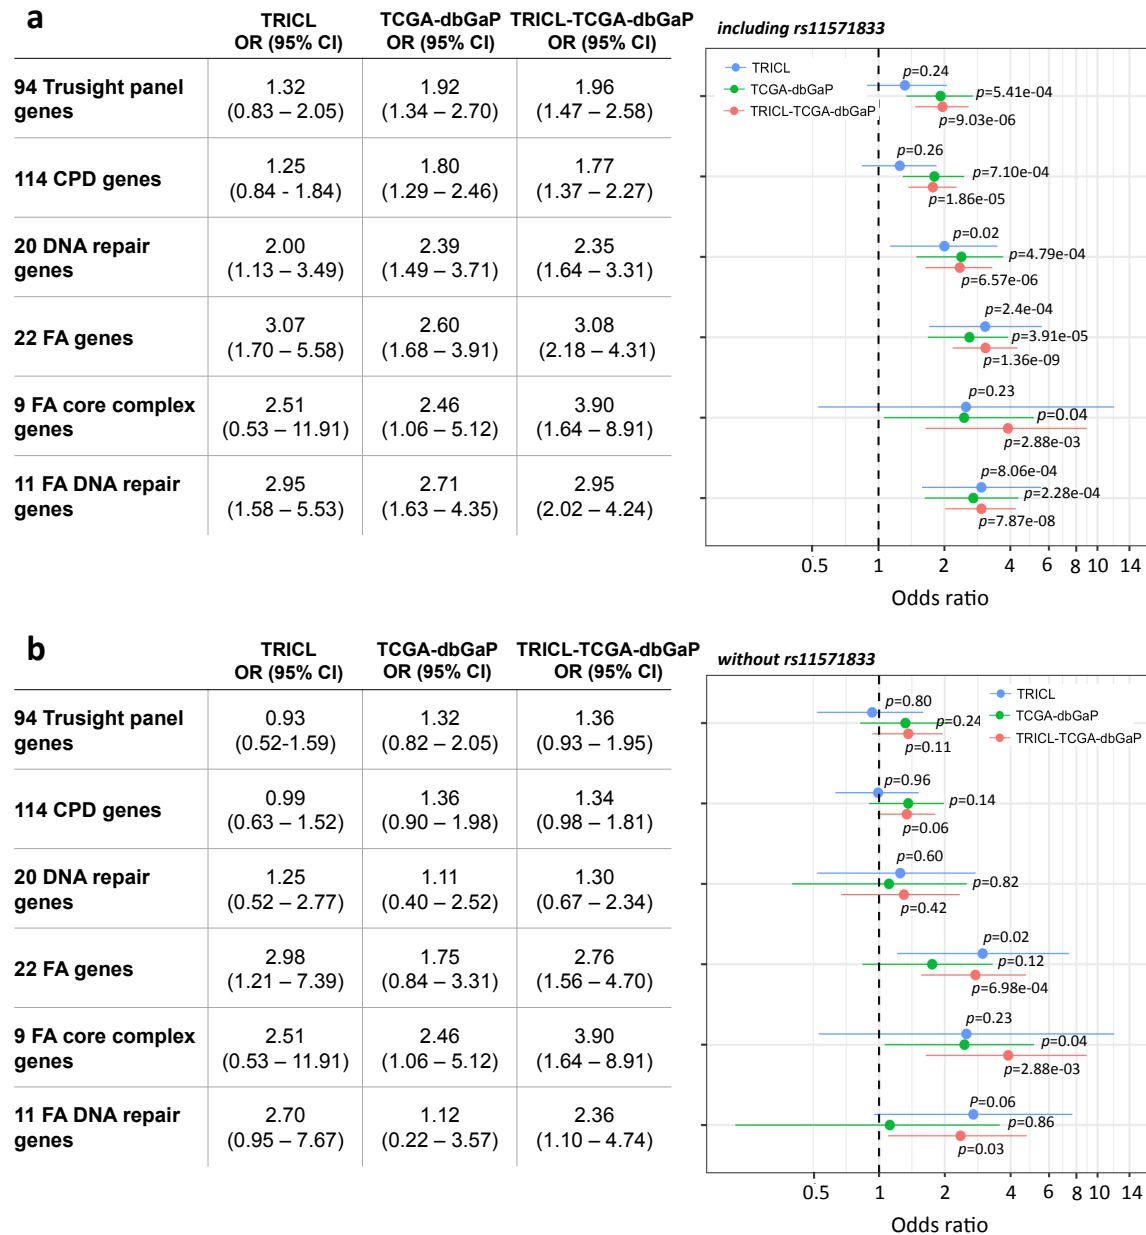 a
TRICL TCGA-dbGaP TRICL-TCGA-dbGaP
OR (95% CI) OR (95% CI) OR (95% CI)
94 Trusight panel genes
1.32 1.92 1.96
(0.83 – 2.05) (1.34 – 2.70) (1.47 – 2.58)
114 CPD genes
1.25 1.80 1.77
(0.84 - 1.84) (1.29 – 2.46) (1.37 – 2.27)
20 DNA repair genes
2.00 2.39 2.35
(1.13 – 3.49) (1.49 – 3.71) (1.64 – 3.31)
22 FA genes
3.07 2.60 3.08
(1.70 – 5.58) (1.68 – 3.91) (2.18 – 4.31)
9 FA core complex genes
2.51 2.46 3.90
(0.53 – 11.91) (1.06 – 5.12) (1.64 – 8.91)
11 FA DNA repair genes
2.95 2.71 2.95
(1.58 – 5.53) (1.63 – 4.35) (2.02 – 4.24)
including rs11571833
TRICL
TCGA-dbGaP
TRICL-TCGA-dbGaP
p=0.24
p=5.41e-04
p=9.03e-06
p=0.26
p=7.10e-04
p=1.86e-05
p=0.02
p=4.79e-04
p=6.57e-06
p=2.4e-04
p=3.91e-05
p=1.36e-09
p=0.23
p=0.04
p=2.88e-03
p=8.06e-04
p=2.28e-04
p=7.87e-08
0.5 1 2 4 6 8 10 14
Odds ratio
b
TRICL TCGA-dbGaP TRICL-TCGA-dbGaP
OR (95% CI) OR (95% CI) OR (95% CI)
94 Trusight panel genes
0.93 1.32 1.36
(0.52-1.59) (0.82 – 2.05) (0.93 – 1.95)
114 CPD genes
0.99 1.36 1.34
(0.63 – 1.52) (0.90 – 1.98) (0.98 – 1.81)
20 DNA repair genes
1.25 1.11 1.30
(0.52 – 2.77) (0.40 – 2.52) (0.67 – 2.34)
22 FA genes
2.98 1.75 2.76
(1.21 – 7.39) (0.84 – 3.31) (1.56 – 4.70)
9 FA core complex genes
2.51 2.46 3.90
(0.53 – 11.91) (1.06 – 5.12) (1.64 – 8.91)
11 FA DNA repair genes
2.70 1.12 2.36
(0.95 – 7.67) (0.22 – 3.57) (1.10 – 4.74)
without rs11571833
TRICL
TCGA-dbGaP
TRICL-TCGA-dbGaP
p=0.80
p=0.24
p=0.11
p=0.96
p=0.14
p=0.06
p=0.60
p=0.82
p=0.42
p=0.02
p=0.12
p=6.98e-04
p=0.23
p=0.04
p=2.88e-03
P=0.06
p=0.86
p=0.03
0.5 1 2 4 6 8 10 14
Odds ratio